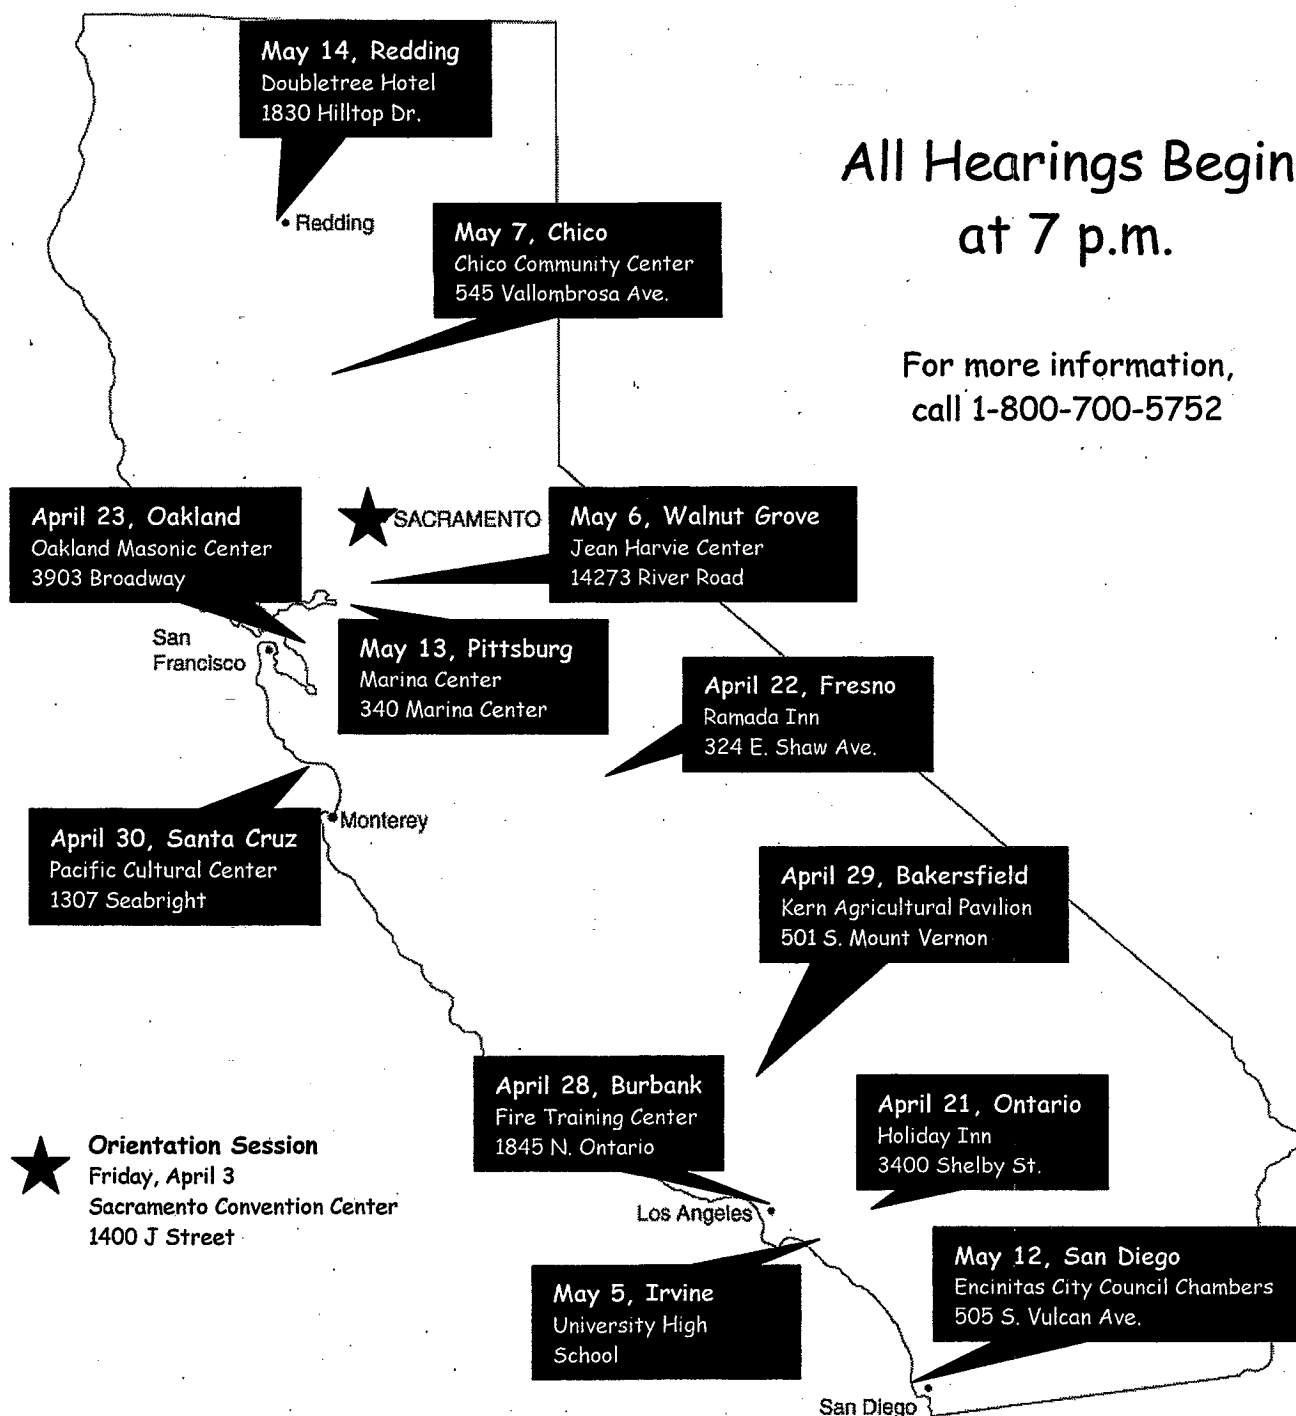 May 14, Redding
Doubletree Hotel
1830 Hilltop Dr.
Redding
All Hearings Begin
at 7 p.m.
May 7, Chico
Chico Community Center
545 Vallombrosa Ave.
For more information,
call 1-800-700-5752
April 23, Oakland
Oakland Masonic Center
3903 Broadway
SACRAMENTO
May 6, Walnut Grove
Jean Harvie Center
14273 River Road
San
Francisco
May 13, Pittsburg
Marina Center
340 Marina Center
April 22, Fresno
Ramada Inn
324 E. Shaw Ave.
April 30, Santa Cruz
Pacific Cultural Center
1307 Seabright
Monterey
April 29, Bakersfield
Kern Agricultural Pavilion
501 S. Mount Vernon
April 28, Burbank
Fire Training Center
1845 N. Ontario
April 21, Ontario
Holiday Inn
3400 Shelby St.
Orientation Session
Friday, April 3
Sacramento Convention Center
1400 J Street
Los Angeles
May 5, Irvine
University High
School
May 12, San Diego
Encinitas City Council Chambers
505 S. Vulcan Ave.
San Diego